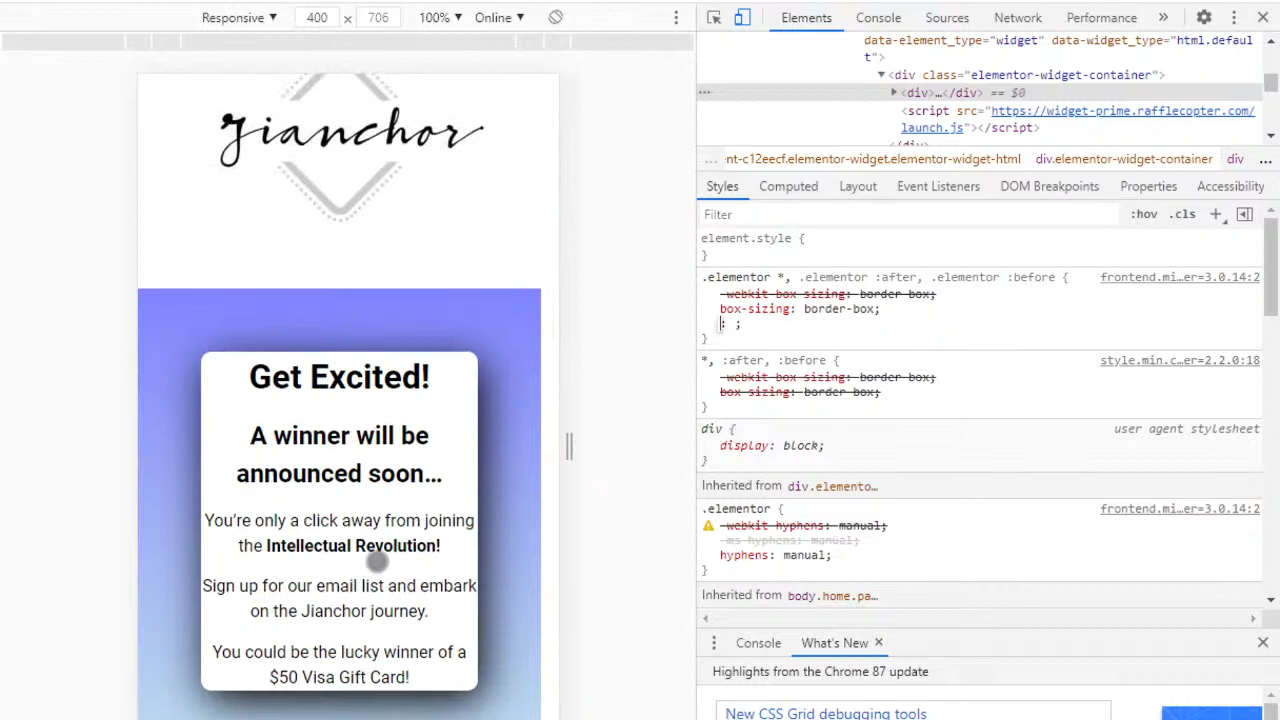 Responsive ▼ 400 × 706 100% ▼ Online ▼
Elements Console Sources Network Performance »
data-element_type="widget" data-widget_type="html.defaul
t">
▼<div class="elementor-widget-container">
… ▶<div>…</div> == $0
<script src="https://widget-prime.rafflecopter.com/
launch.js"></script>
… nt-c12eecf.elementor-widget.elementor-widget-html div.elementor-widget-container div …
Styles Computed Layout Event Listeners DOM Breakpoints Properties Accessibility
Filter :hov .cls +
element.style {
}
.elementor *, .elementor :after, .elementor :before { frontend.mi…er=3.0.14:2
-webkit-box-sizing: border-box;
box-sizing: border-box;
: ;
}
*, :after, :before { style.min.c…er=2.2.0:18
-webkit-box-sizing: border-box;
box-sizing: border-box;
}
div { user agent stylesheet
display: block;
}
Inherited from div.elemento…
.elementor { frontend.mi…er=3.0.14:2
-webkit-hyphens: manual;
-ms-hyphens: manual;
hyphens: manual;
}
Inherited from body.home.pa…
Console What's New ×
Highlights from the Chrome 87 update
New CSS Grid debugging tools
Jianchor
Get Excited!
A winner will be
announced soon…
You're only a click away from joining
the Intellectual Revolution!
Sign up for our email list and embark
on the Jianchor journey.
You could be the lucky winner of a
$50 Visa Gift Card!